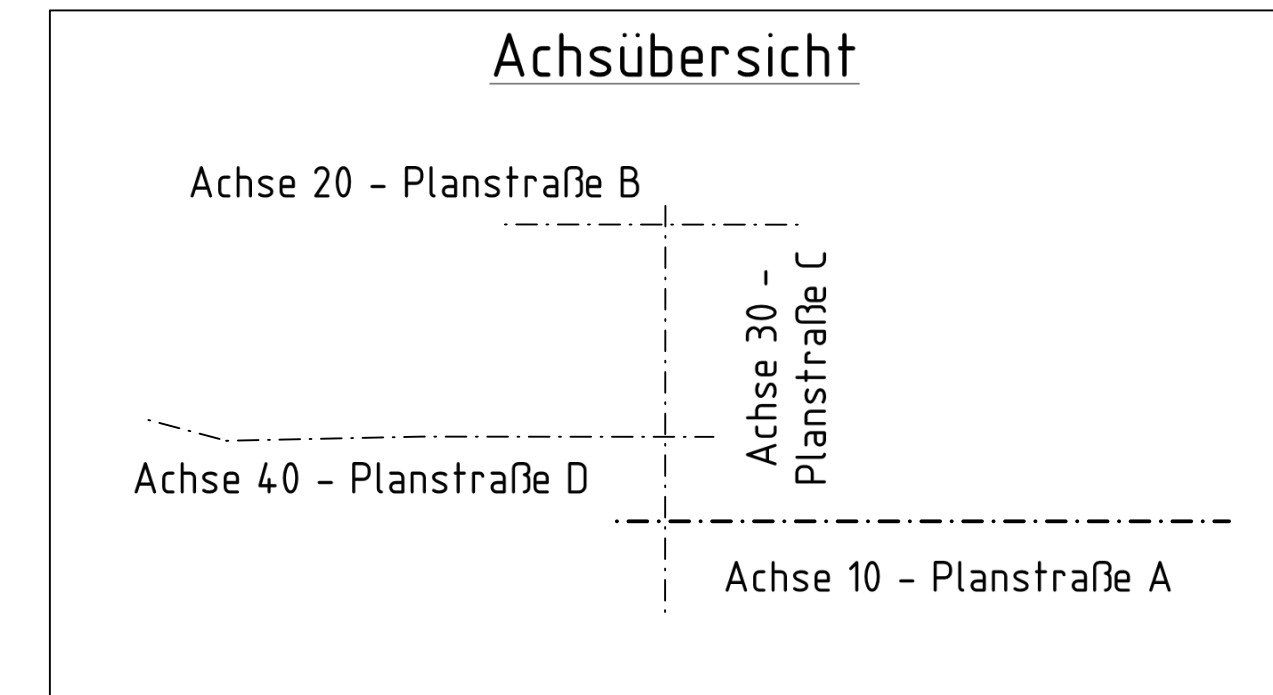 Achsübersicht
Achse 20 - Planstraße B
Achse 30 -
Planstraße C
Achse 40 - Planstraße D
Achse 10 - Planstraße A